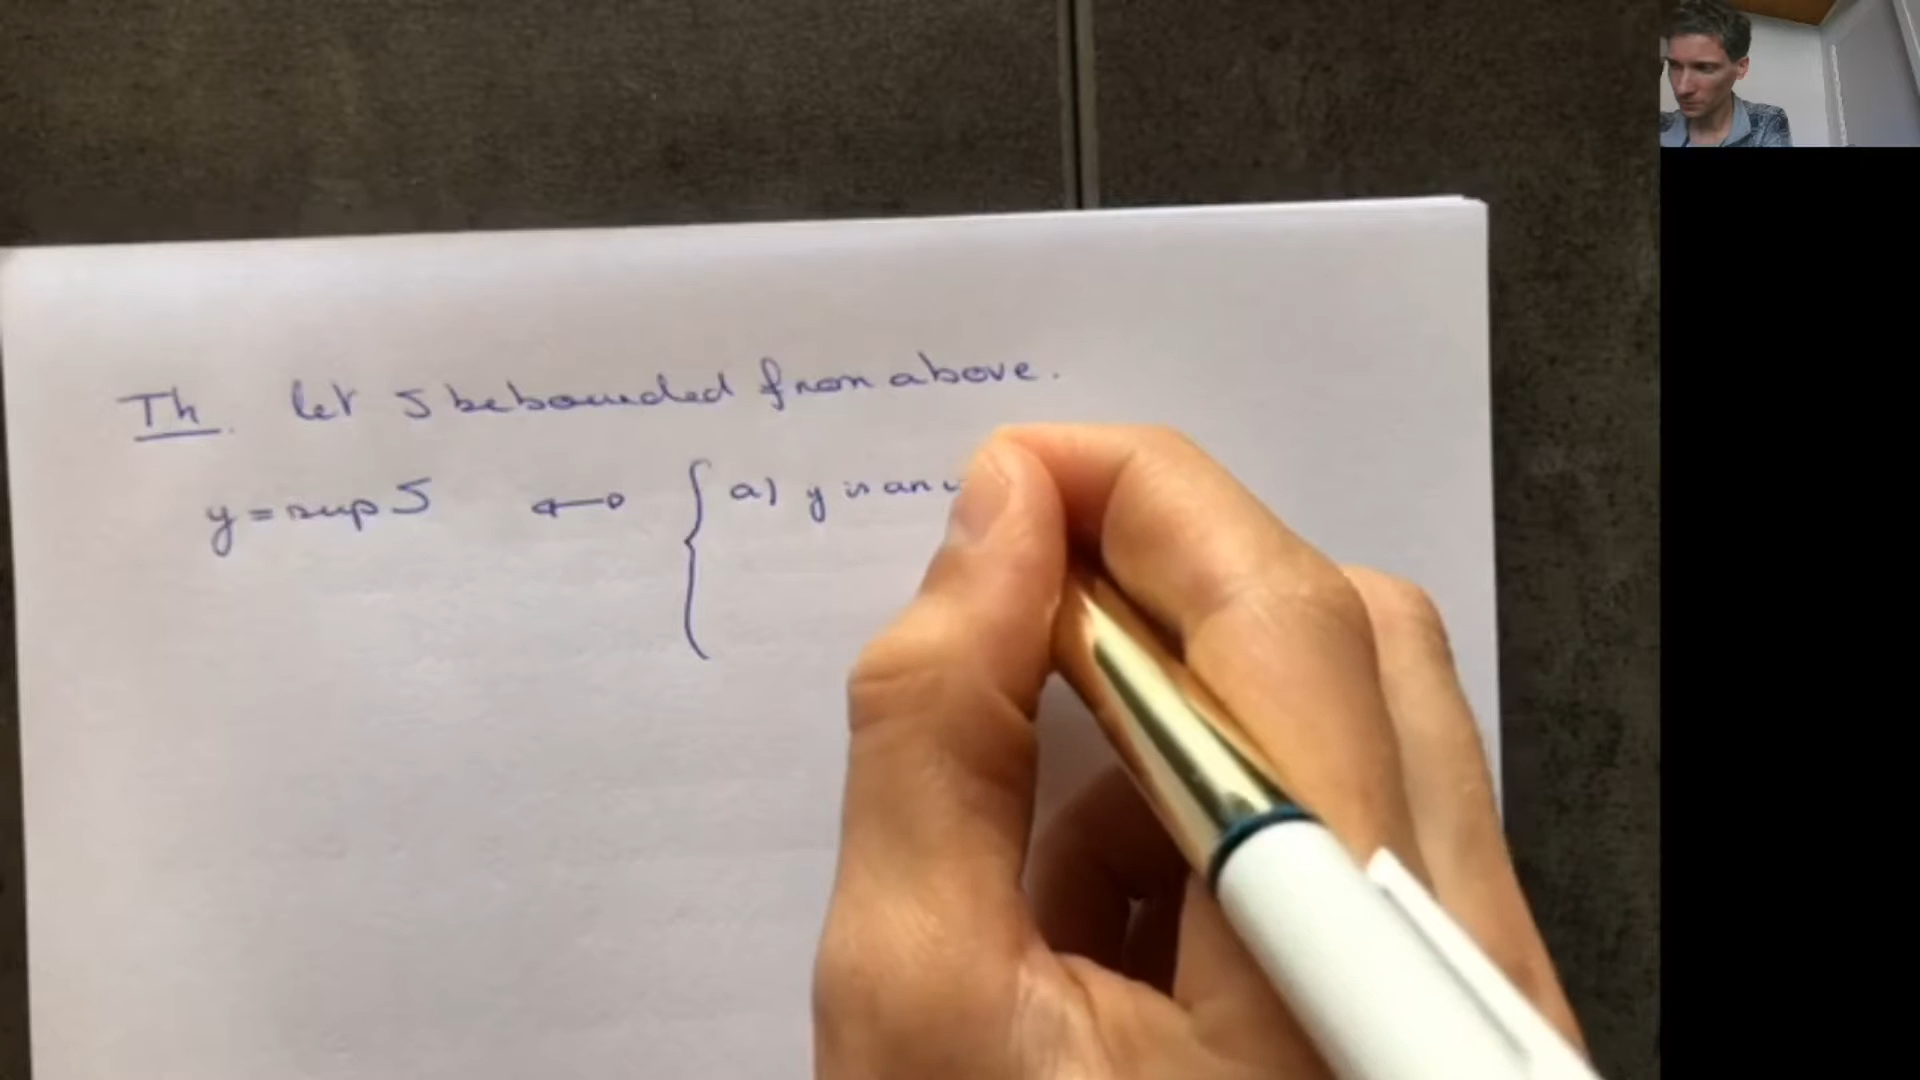 Th. let S be bounded from above.
y = sup S ⟷ { a) y is an